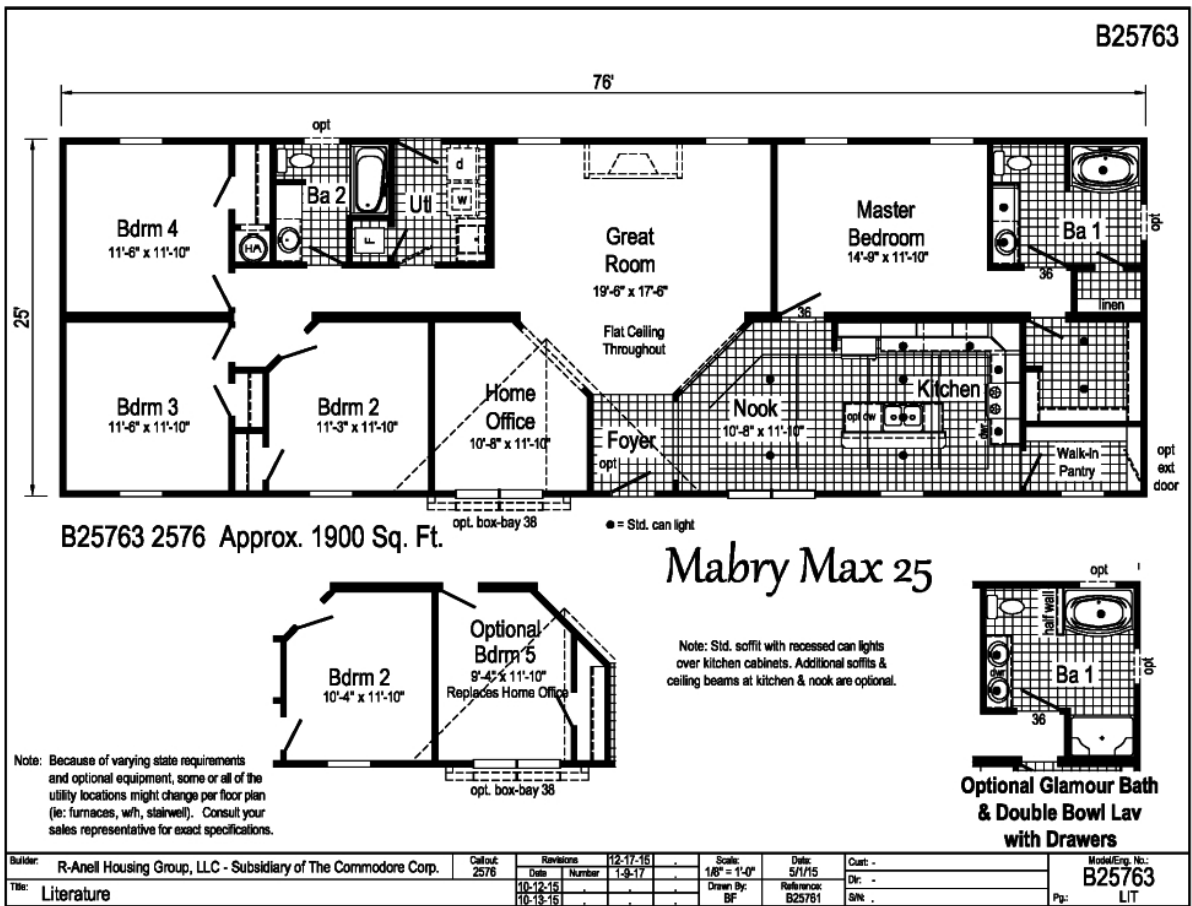 B25763
76'
25'
opt
Bdrm 4
11'-6" x 11'-10"
Ba 2
Utl
d
w
F
Great
Room
19'-6" x 17'-6"
Flat Ceiling
Throughout
Master
Bedroom
14'-9" x 11'-10"
Ba 1
opt
36
linen
36
Bdrm 3
11'-6" x 11'-10"
Bdrm 2
11'-3" x 11'-10"
Home
Office
10'-8" x 11'-10"
Foyer
opt
Nook
10'-8" x 11'-10"
Kitchen
opt dw
dwr
Walk-In
Pantry
opt
ext
door
opt. box-bay 38
● = Std. can light
B25763 2576 Approx. 1900 Sq. Ft.
Mabry Max 25
Bdrm 2
10'-4" x 11'-10"
Optional
Bdrm 5
9'-4" x 11'-10"
Replaces Home Office
opt. box-bay 38
Note: Std. soffit with recessed can lights
over kitchen cabinets. Additional soffits &
ceiling beams at kitchen & nook are optional.
opt
half wall
opt
dwr
Ba 1
36
Optional Glamour Bath
& Double Bowl Lav
with Drawers
Note: Because of varying state requirements
and optional equipment, some or all of the
utility locations might change per floor plan
(ie: furnaces, w/h, stairwell). Consult your
sales representative for exact specifications.
Builder: R-Anell Housing Group, LLC - Subsidiary of The Commodore Corp.
Title: Literature
Callout:
2576
Revisions
Date Number
10-12-15
10-13-15
12-17-15
1-9-17
Scale:
1/8" = 1'-0"
Drawn By:
BF
Date:
5/1/15
Reference:
B25761
Cust: -
Dlr: -
S/N: .
Model/Eng. No.:
B25763
Pg.: LIT